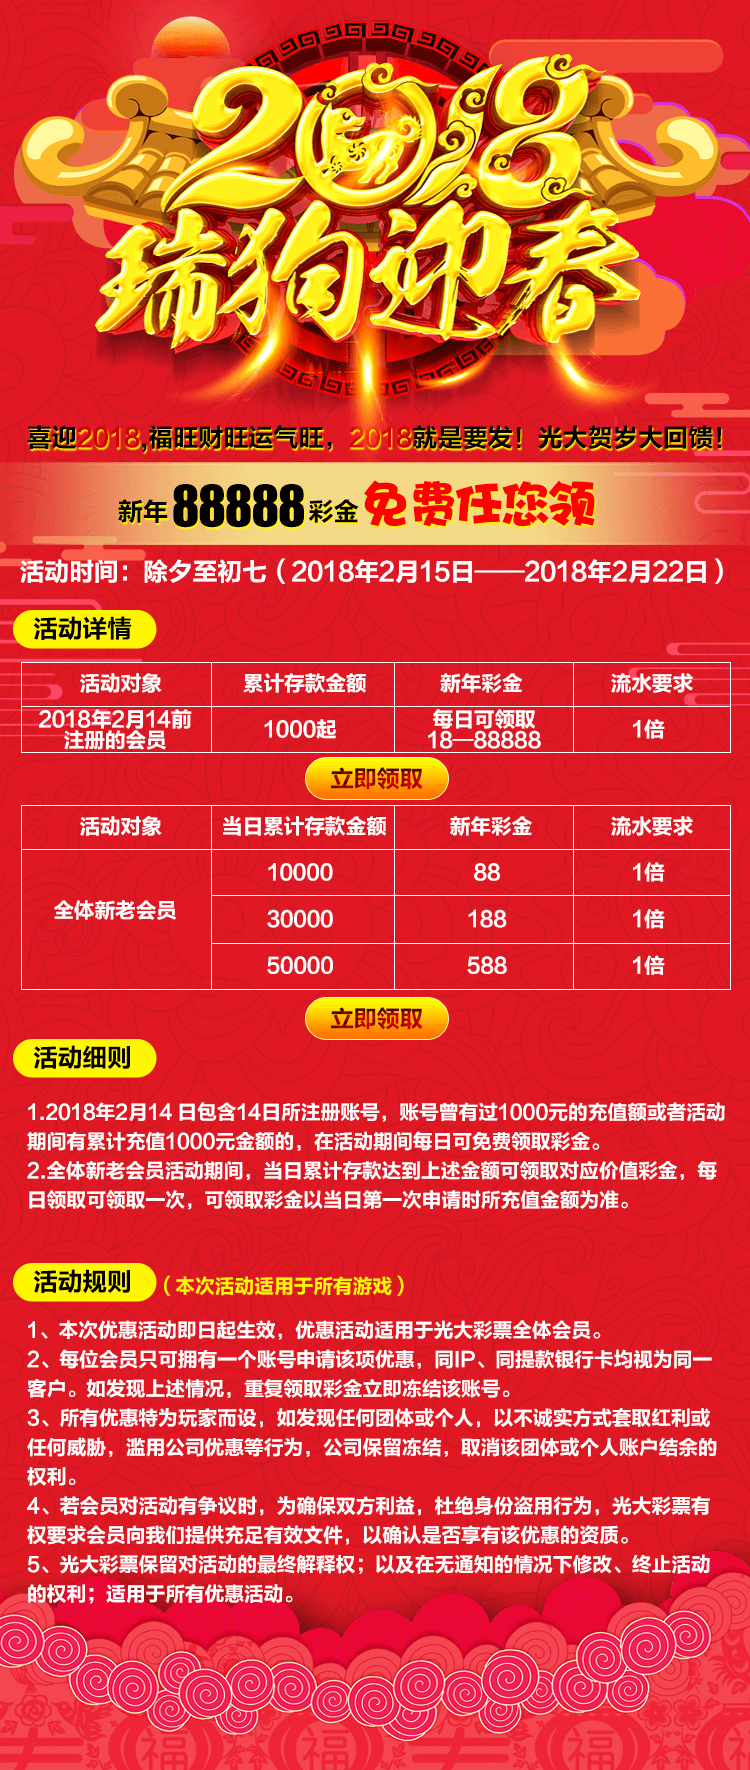 2018
瑞狗迎春
喜迎2018,福旺财旺运气旺，2018就是要发！光大贺岁大回馈！
新年88888彩金免费任您领
活动时间：除夕至初七（2018年2月15日——2018年2月22日）
活动详情
活动对象 累计存款金额 新年彩金 流水要求
2018年2月14前 每日可领取
注册的会员 1000起 18—88888 1倍
立即领取
活动对象 当日累计存款金额 新年彩金 流水要求
10000 88 1倍
全体新老会员 30000 188 1倍
50000 588 1倍
立即领取
活动细则
1.2018年2月14 日包含14日所注册账号，账号曾有过1000元的充值额或者活动
期间有累计充值1000元金额的，在活动期间每日可免费领取彩金。
2.全体新老会员活动期间，当日累计存款达到上述金额可领取对应价值彩金，每
日领取可领取一次，可领取彩金以当日第一次申请时所充值金额为准。
活动规则（本次活动适用于所有游戏）
1、本次优惠活动即日起生效，优惠活动适用于光大彩票全体会员。
2、每位会员只可拥有一个账号申请该项优惠，同IP、同提款银行卡均视为同一
客户。如发现上述情况，重复领取彩金立即冻结该账号。
3、所有优惠特为玩家而设，如发现任何团体或个人，以不诚实方式套取红利或
任何威胁，滥用公司优惠等行为，公司保留冻结，取消该团体或个人账户结余的
权利。
4、若会员对活动有争议时，为确保双方利益，杜绝身份盗用行为，光大彩票有
权要求会员向我们提供充足有效文件，以确认是否享有该优惠的资质。
5、光大彩票保留对活动的最终解释权；以及在无通知的情况下修改、终止活动
的权利；适用于所有优惠活动。
福 福